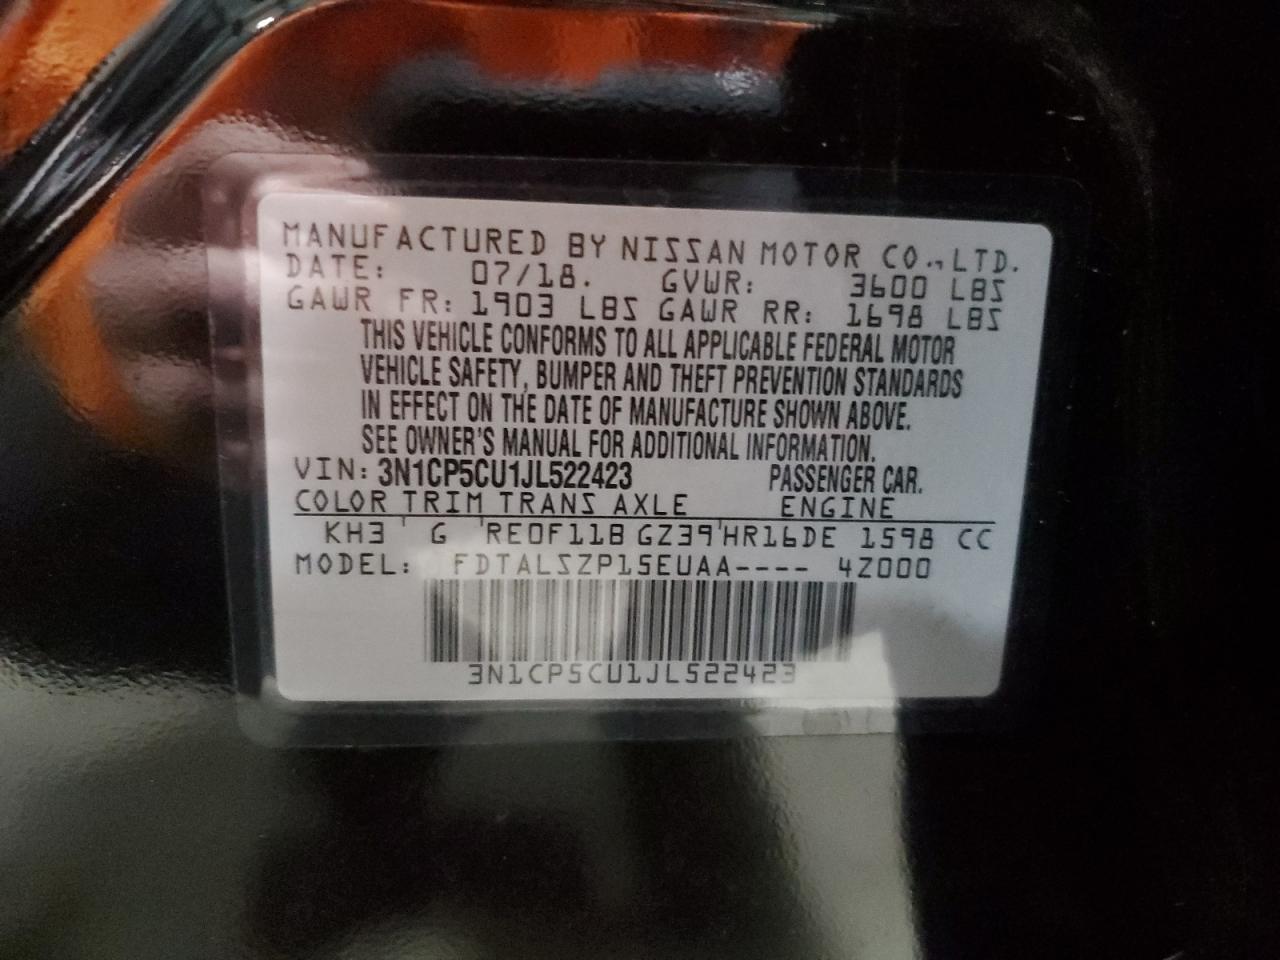 MANUFACTURED BY NISSAN MOTOR CO., LTD.
DATE: 07/18. GVWR: 3600 LBS
GAWR FR: 1903 LBS GAWR RR: 1698 LBS
THIS VEHICLE CONFORMS TO ALL APPLICABLE FEDERAL MOTOR
VEHICLE SAFETY, BUMPER AND THEFT PREVENTION STANDARDS
IN EFFECT ON THE DATE OF MANUFACTURE SHOWN ABOVE.
SEE OWNER'S MANUAL FOR ADDITIONAL INFORMATION.
VIN: 3N1CP5CU1JL522423 PASSENGER CAR.
COLOR TRIM TRANS AXLE ENGINE
KH3 G RE0F11B GZ39 HR16DE 1598 CC
MODEL: FDTALSZP15EUAA---- 4Z000
3N1CP5CU1JL522423